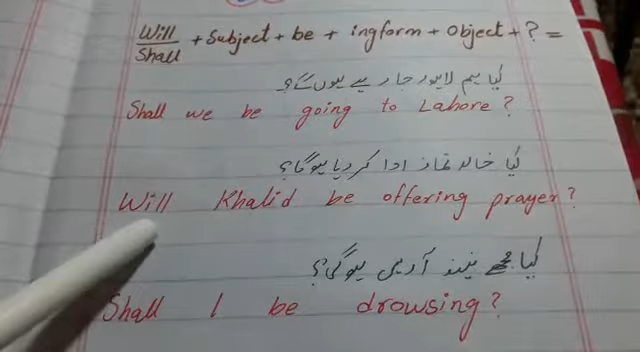 Will
Shall + Subject + be + ingform + Object + ? =
کیا ہم لاہور جا رہے ہوں گے؟
Shall we be going to Lahore?
کیا خالد نماز ادا کر رہا ہوگا؟
Will Khalid be offering prayer?
کیا مجھے نیند آ رہی ہوگی؟
Shall I be drowsing?